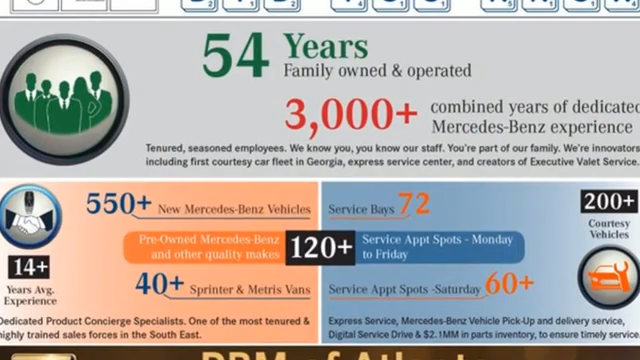 54 Years
Family owned & operated
3,000+ combined years of dedicated
Mercedes-Benz experience
Tenured, seasoned employees. We know you, you know our staff. You're part of our family. We're innovators
including first courtesy car fleet in Georgia, express service center, and creators of Executive Valet Service.
550+ New Mercedes-Benz Vehicles
Pre-Owned Mercedes-Benz
and other quality makes
120+
40+ Sprinter & Metris Vans
14+
Years Avg.
Experience
Dedicated Product Concierge Specialists. One of the most tenured &
highly trained sales forces in the South East.
Service Bays 72
Service Appt Spots - Monday
to Friday
Service Appt Spots -Saturday 60+
200+
Courtesy
Vehicles
Express Service, Mercedes-Benz Vehicle Pick-Up and delivery service,
Digital Service Drive & $2.1MM in parts inventory, to ensure timely service